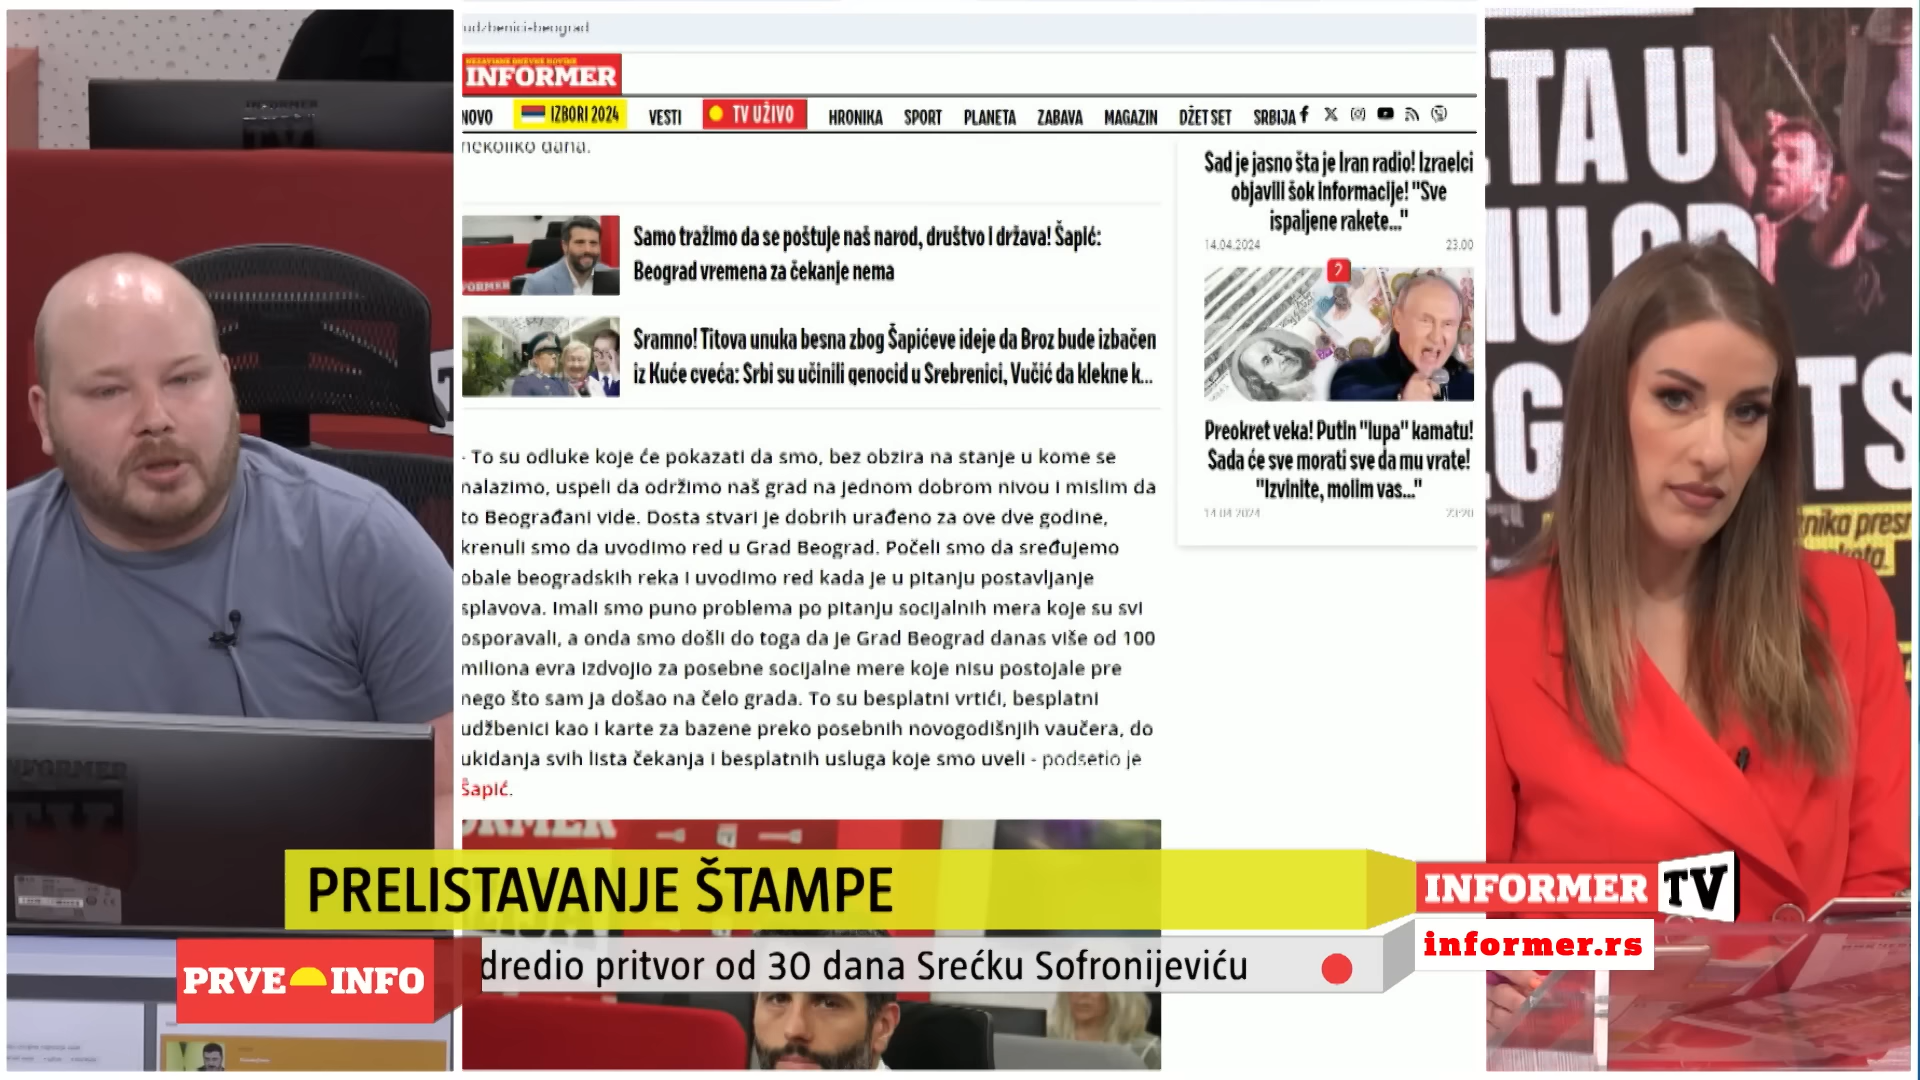 udzbenici-beograd
NEZAVISNE DNEVNE NOVINE
INFORMER
NOVO IZBORI 2024 VESTI TV UŽIVO HRONIKA SPORT PLANETA ZABAVA MAGAZIN DŽET SET SRBIJA
nekoliko dana.
Samo tražimo da se poštuje naš narod, društvo i država! Šapić:
Beograd vremena za čekanje nema
Sramno! Titova unuka besna zbog Šapićeve ideje da Broz bude izbačen
iz Kuće cveća: Srbi su učinili genocid u Srebrenici, Vučić da klekne k...
- To su odluke koje će pokazati da smo, bez obzira na stanje u kome se
nalazimo, uspeli da održimo naš grad na jednom dobrom nivou i mislim da
to Beograđani vide. Dosta stvari je dobrih urađeno za ove dve godine,
krenuli smo da uvodimo red u Grad Beograd. Počeli smo da sređujemo
obale beogradskih reka i uvodimo red kada je u pitanju postavljanje
splavova. Imali smo puno problema po pitanju socijalnih mera koje su svi
osporavali, a onda smo došli do toga da je Grad Beograd danas više od 100
miliona evra izdvojio za posebne socijalne mere koje nisu postojale pre
nego što sam ja došao na čelo grada. To su besplatni vrtići, besplatni
udžbenici kao i karte za bazene preko posebnih novogodišnjih vaučera, do
ukidanja svih lista čekanja i besplatnih usluga koje smo uveli - podsetio je
Šapić.
Sad je jasno šta je Iran radio! Izraelci
objavili šok informacije! "Sve
ispaljene rakete..."
14.04.2024 23.00
2
Preokret veka! Putin "lupa" kamatu!
Sada će sve morati sve da mu vrate!
"Izvinite, molim vas..."
14.04.2024 23:20
TA U
TS
INFORMER
TV
PRELISTAVANJE ŠTAMPE
INFORMER TV
informer.rs
PRVE INFO
dredio pritvor od 30 dana Srećku Sofronijeviću